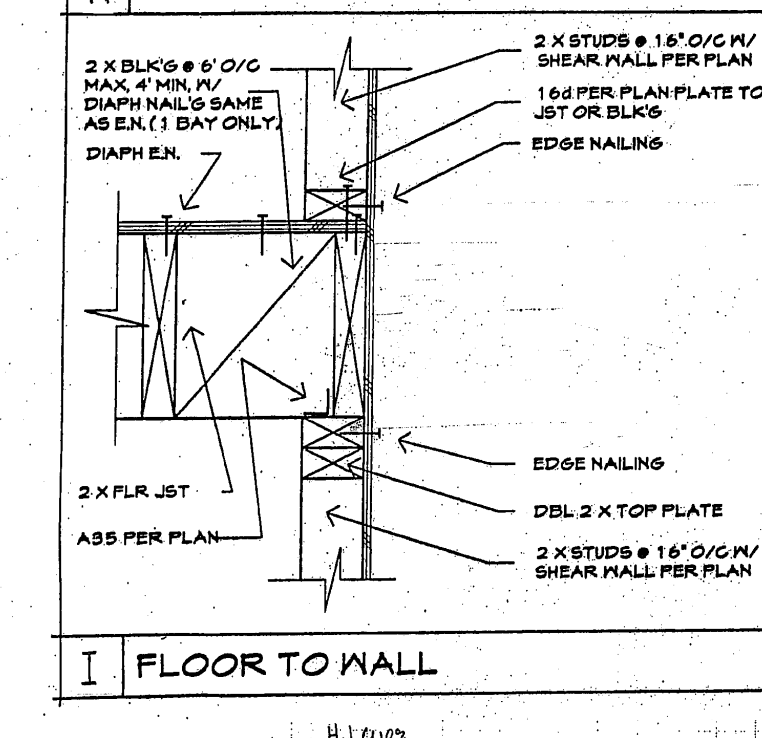 2 X BLK'G @ 6' O/C
MAX, 4' MIN, W/
DIAPH NAIL'G SAME
AS E.N. (1 BAY ONLY)
DIAPH E.N.
2 X STUDS @ 16" O/C W/
SHEAR WALL PER PLAN
16d PER PLAN PLATE TO
JST OR BLK'G
EDGE NAILING
2 X FLR JST
A35 PER PLAN
EDGE NAILING
DBL 2 X TOP PLATE
2 X STUDS @ 16" O/C W/
SHEAR WALL PER PLAN
I FLOOR TO WALL